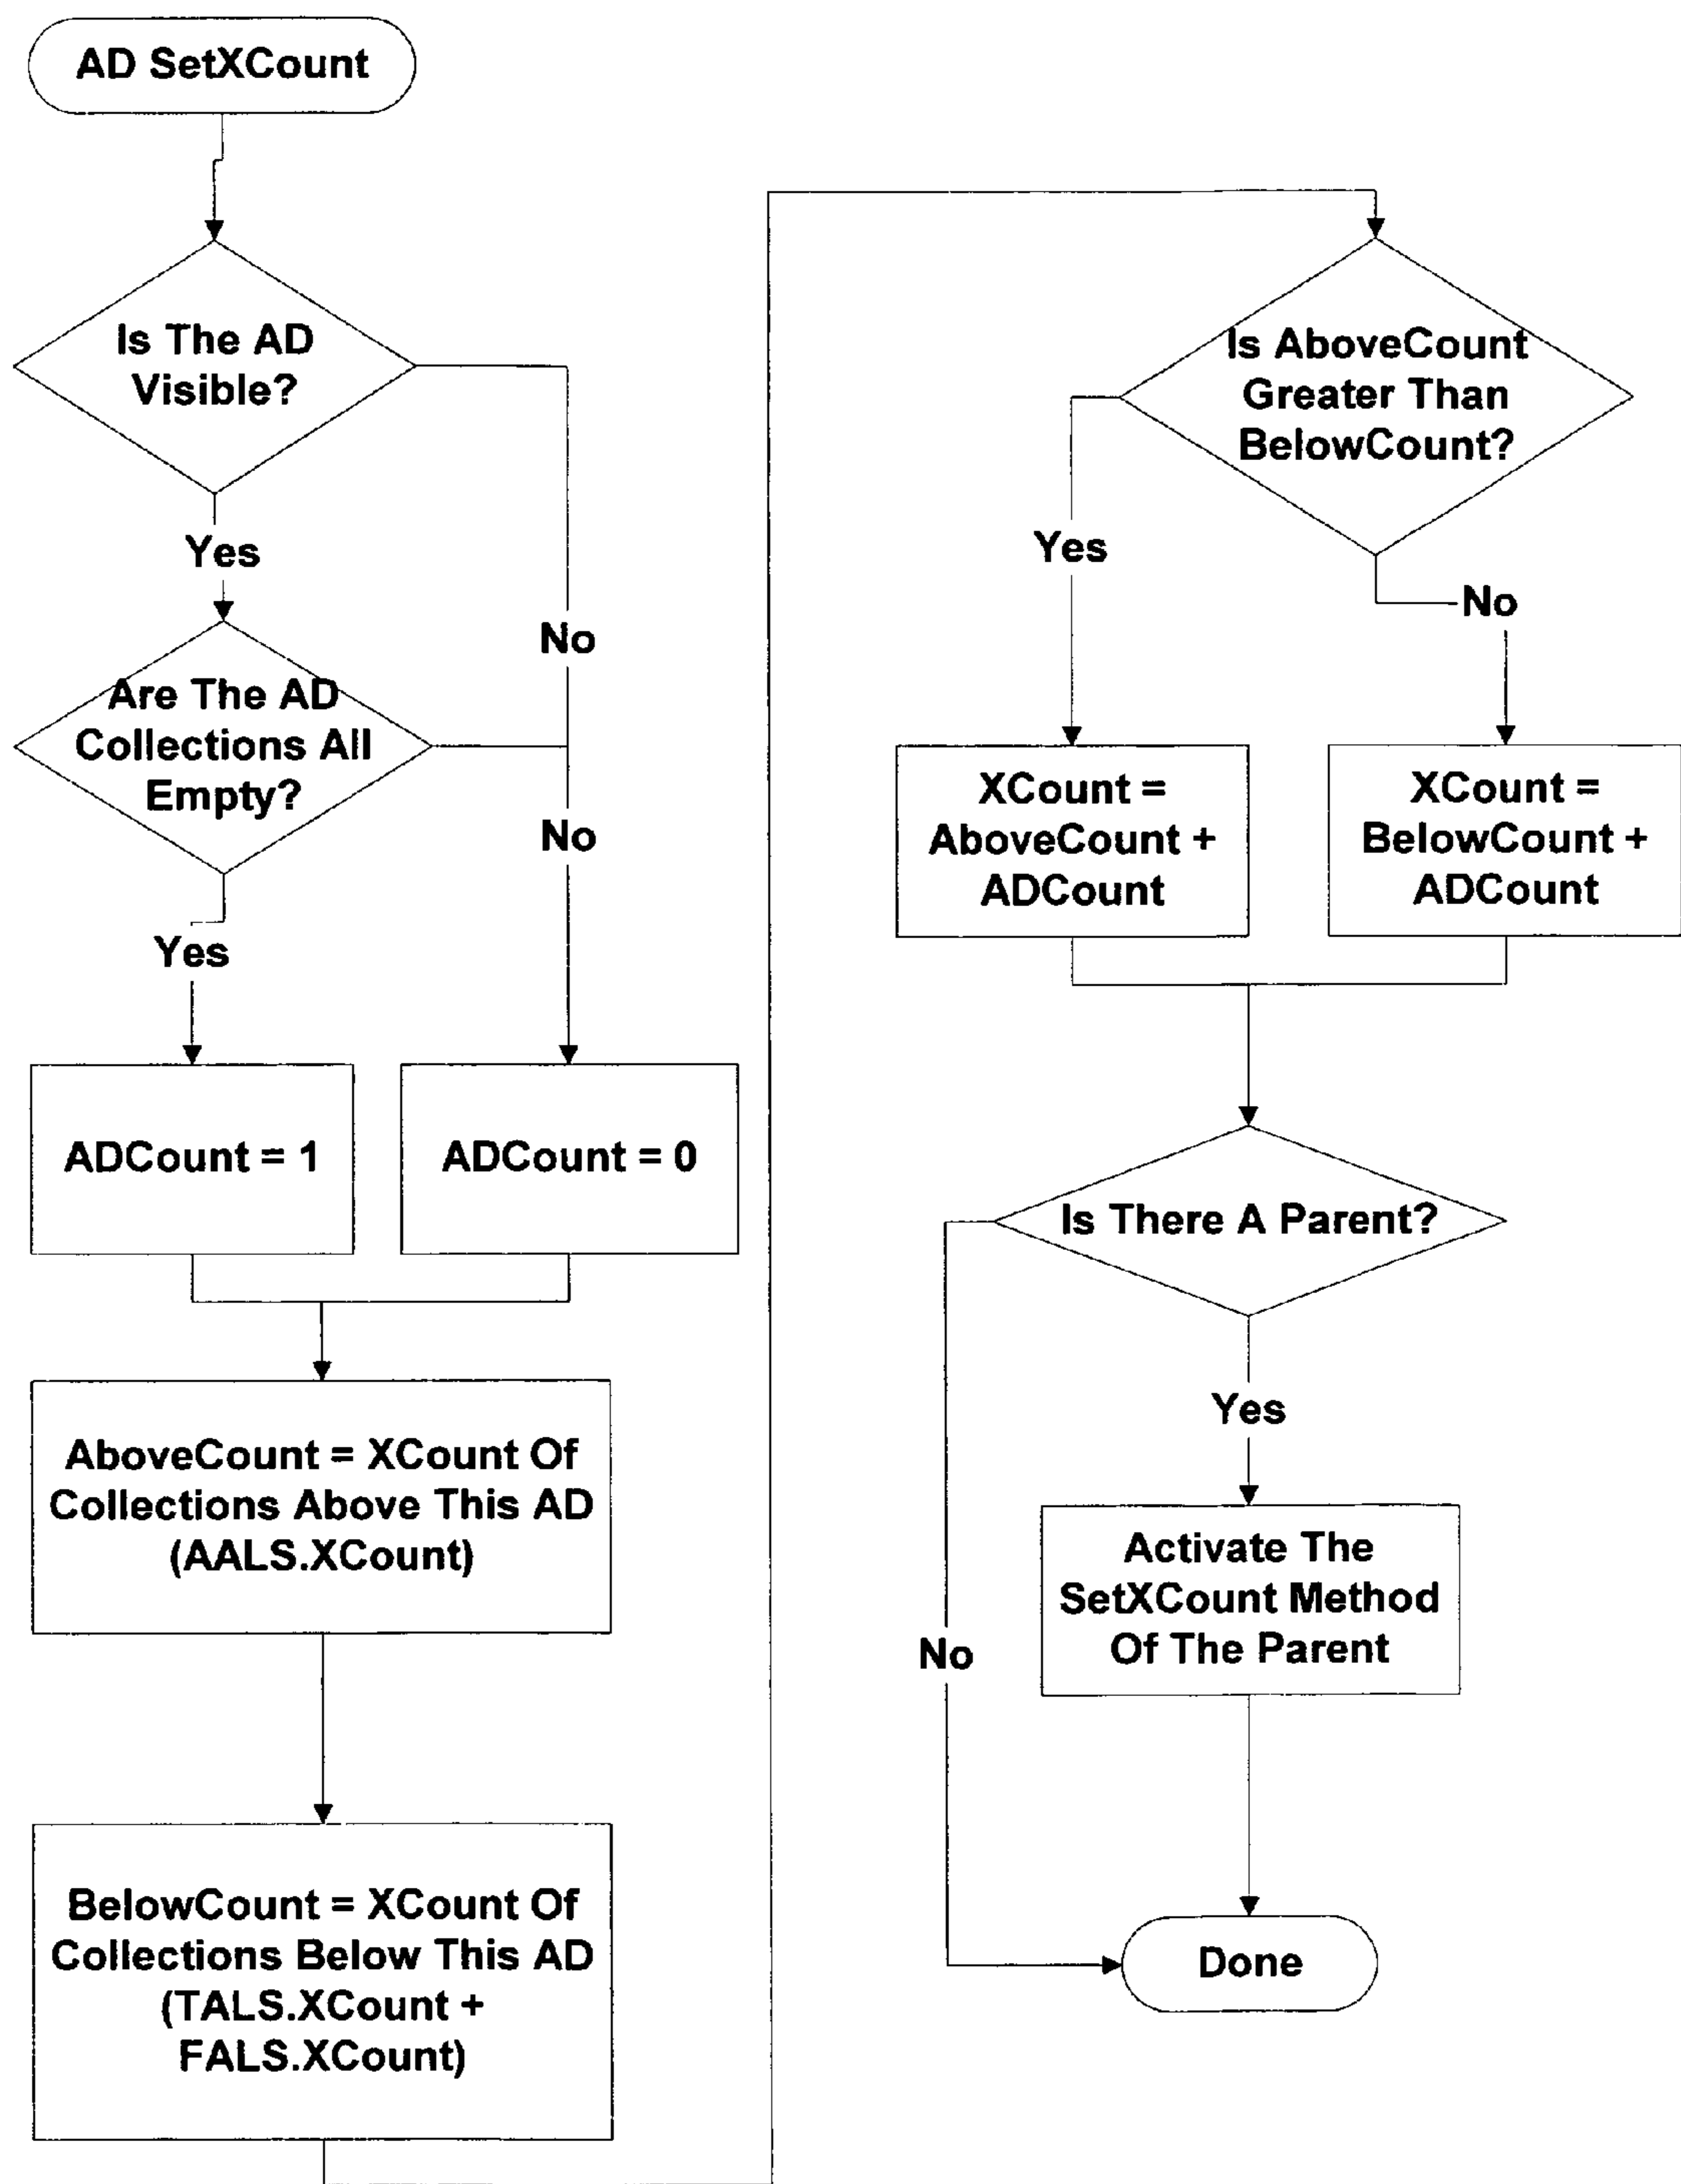 AD SetXCount
Is The AD
Visible?
Yes
No
Are The AD
Collections All
Empty?
No
Yes
ADCount = 1
ADCount = 0
AboveCount = XCount Of
Collections Above This AD
(AALS.XCount)
BelowCount = XCount Of
Collections Below This AD
(TALS.XCount +
FALS.XCount)
Is AboveCount
Greater Than
BelowCount?
Yes
No
XCount =
AboveCount +
ADCount
XCount =
BelowCount +
ADCount
Is There A Parent?
Yes
Activate The
SetXCount Method
Of The Parent
No
Done